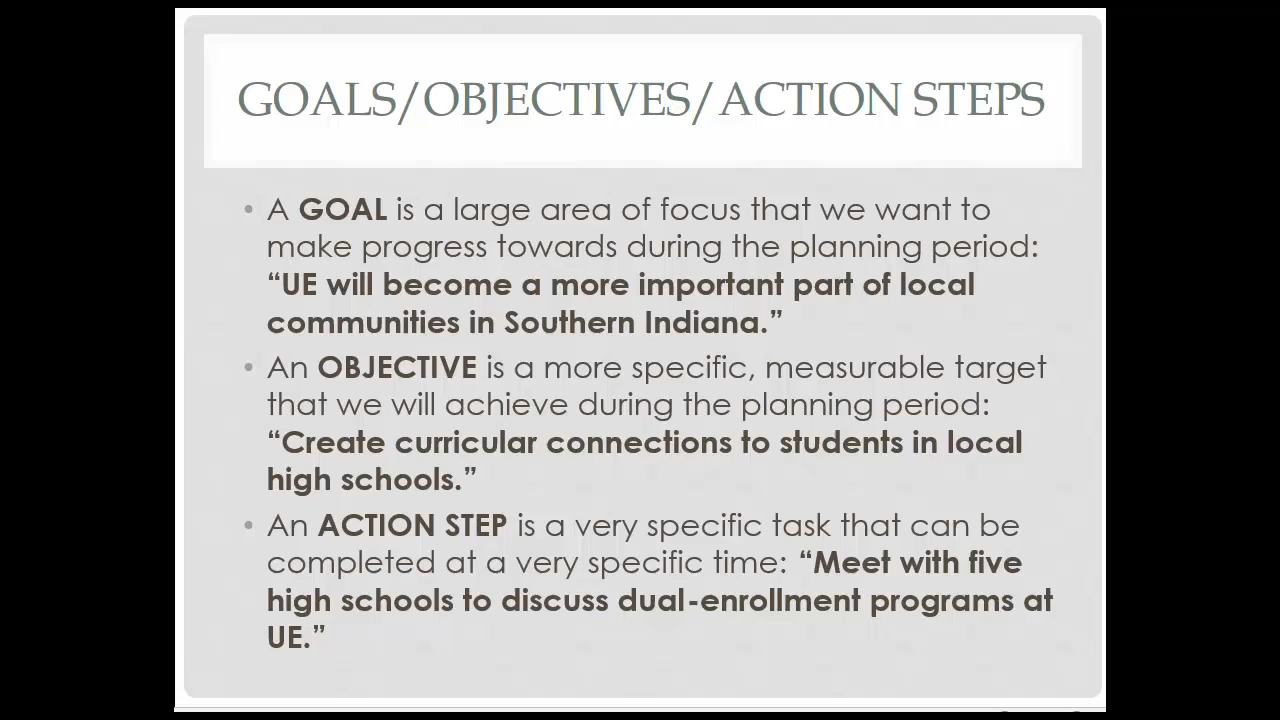 GOALS/OBJECTIVES/ACTION STEPS
• A GOAL is a large area of focus that we want to
make progress towards during the planning period:
“UE will become a more important part of local
communities in Southern Indiana.”
• An OBJECTIVE is a more specific, measurable target
that we will achieve during the planning period:
“Create curricular connections to students in local
high schools.”
• An ACTION STEP is a very specific task that can be
completed at a very specific time: “Meet with five
high schools to discuss dual-enrollment programs at
UE.”